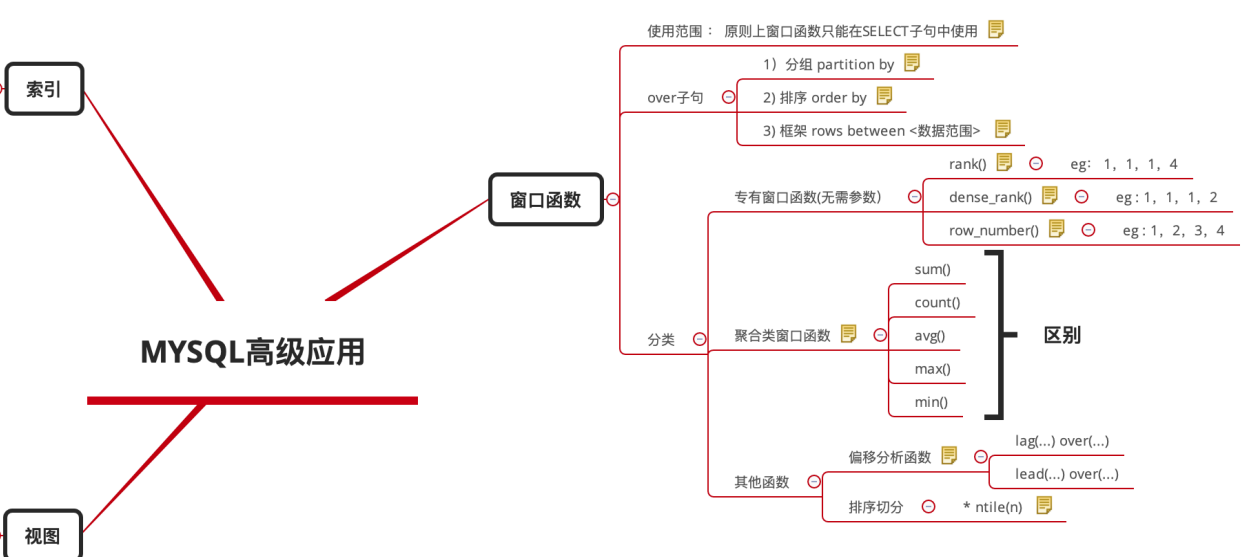 MYSQL高级应用
索引
视图
窗口函数
使用范围： 原则上窗口函数只能在SELECT子句中使用
over子句
1）分组 partition by
2) 排序 order by
3) 框架 rows between <数据范围>
分类
专有窗口函数(无需参数）
rank()
eg： 1，1，1，4
dense_rank()
eg : 1，1，1，2
row_number()
eg : 1，2，3，4
聚合类窗口函数
sum()
count()
avg()
max()
min()
区别
其他函数
偏移分析函数
lag(...) over(...)
lead(...) over(...)
排序切分
* ntile(n)